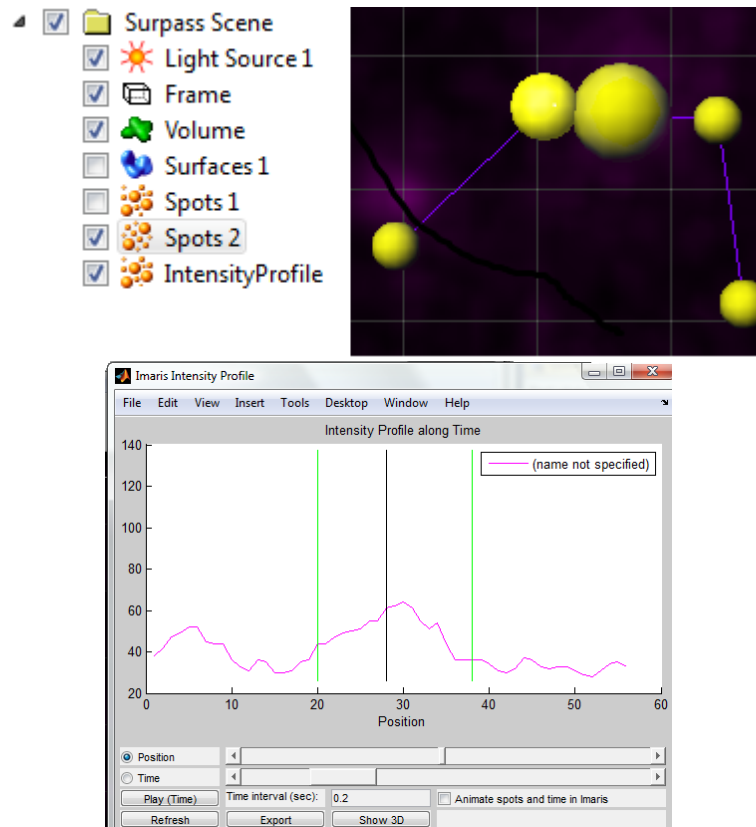 Surpass Scene
Light Source 1
Frame
Volume
Surfaces 1
Spots 1
Spots 2
IntensityProfile
Imaris Intensity Profile
File Edit View Insert Tools Desktop Window Help
Intensity Profile along Time
(name not specified)
140
120
100
80
60
40
20
0 10 20 30 40 50 60
Position
Position
Time
Play (Time) Time interval (sec): 0.2 Animate spots and time in Imaris
Refresh Export Show 3D